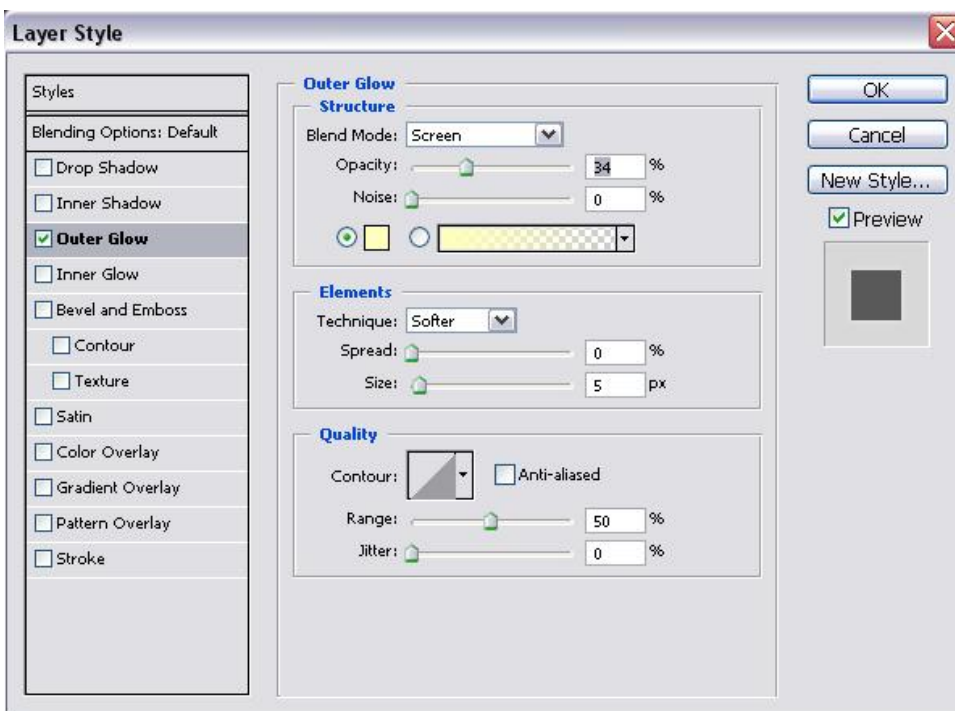 Layer Style
Styles
Blending Options: Default
Drop Shadow
Inner Shadow
Outer Glow
Inner Glow
Bevel and Emboss
Contour
Texture
Satin
Color Overlay
Gradient Overlay
Pattern Overlay
Stroke
Outer Glow
Structure
Blend Mode: Screen
Opacity: 34 %
Noise: 0 %
Elements
Technique: Softer
Spread: 0 %
Size: 5 px
Quality
Contour: Anti-aliased
Range: 50 %
Jitter: 0 %
OK
Cancel
New Style...
Preview